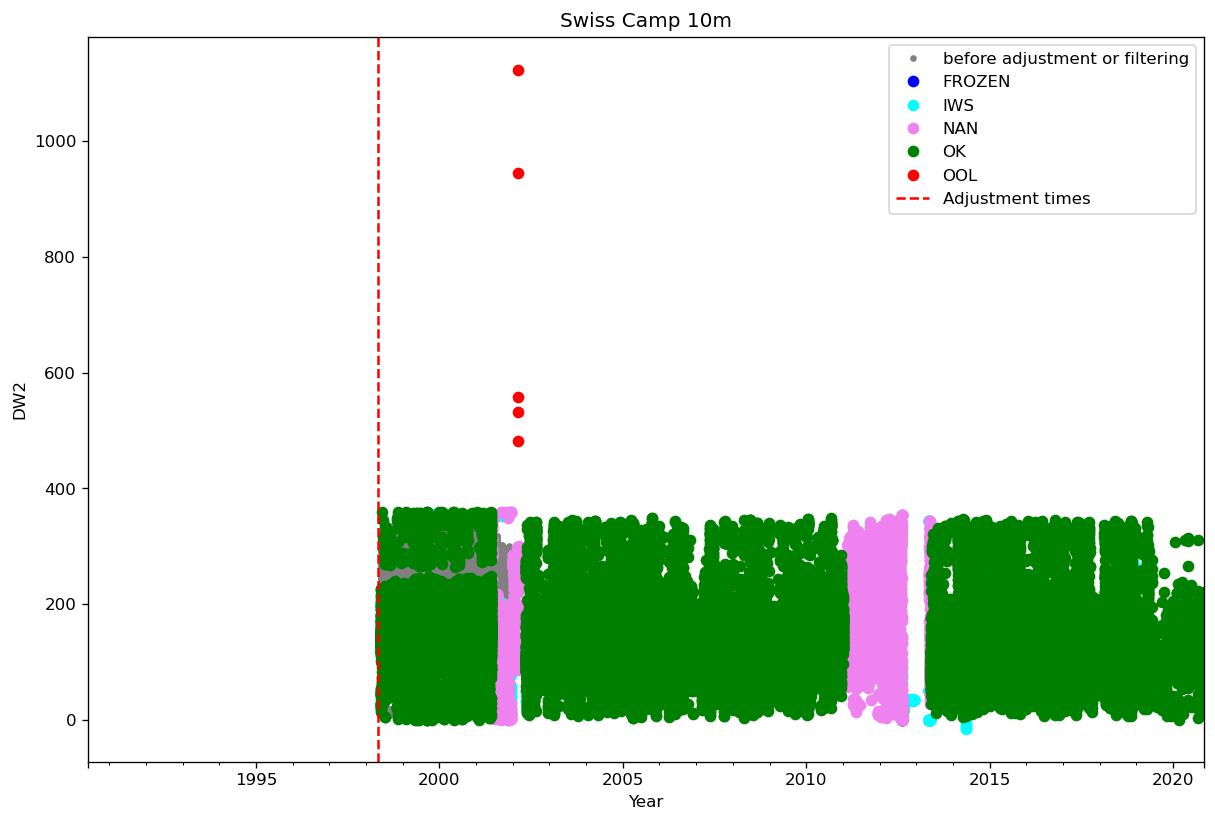 Swiss Camp 10m
before adjustment or filtering
FROZEN
IWS
NAN
OK
OOL
Adjustment times
1000
800
600
400
200
0
DW2
1995
2000
2005
2010
2015
2020
Year